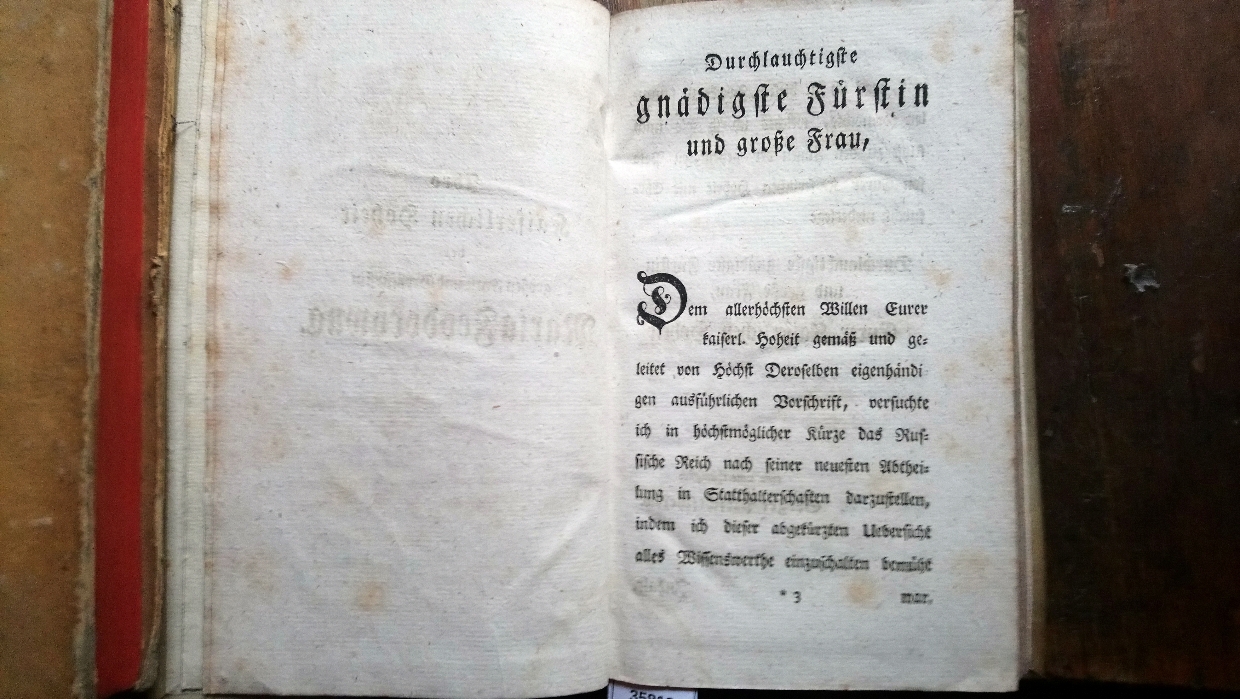 Durchlauchtigste
gnädigste Fürstin
und große Frau,
Dem allerhöchsten Willen Eurer
kaiserl. Hoheit gemäß und ge=
leitet von Höchst Deroselben eigenhändi
gen ausführlichen Vorschrift, versuchte
ich in höchstmöglicher Kürze das Rus=
sische Reich nach seiner neuesten Abthei=
lung in Statthalterschaften darzustellen,
indem ich dieser abgekürzten Uebersicht
alles Wissenswerthe einzuschalten bemüht
* 3
war.